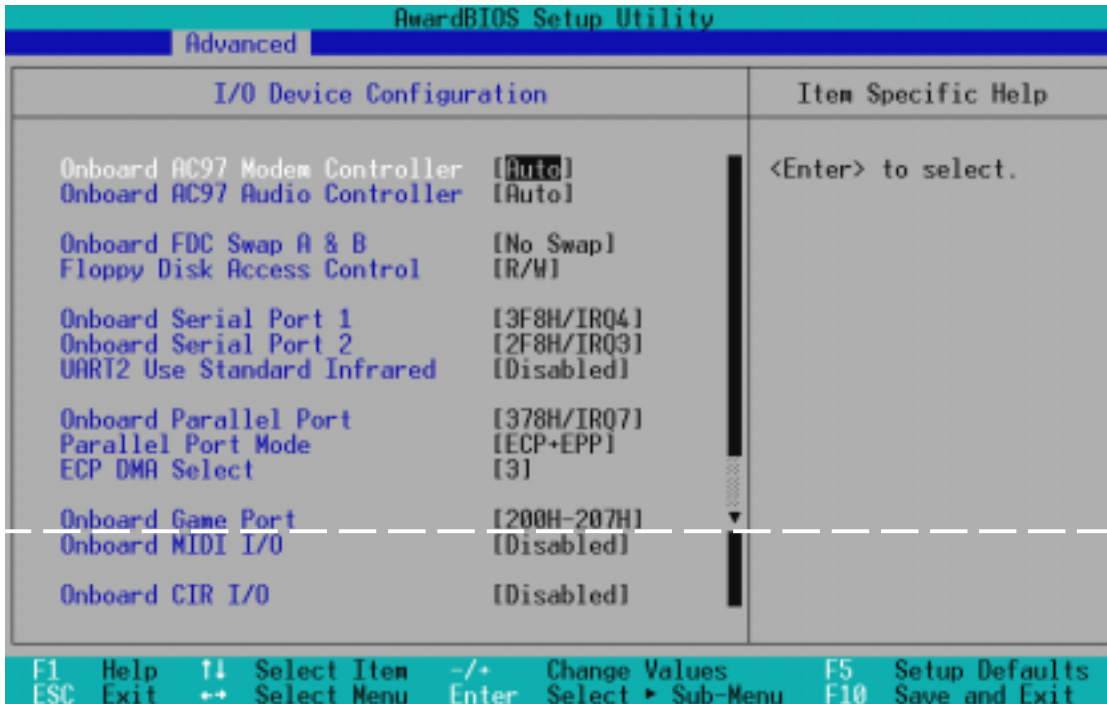 AwardBIOS Setup Utility
Advanced
I/O Device Configuration
Item Specific Help
Onboard AC97 Modem Controller [Auto]
<Enter> to select.
Onboard AC97 Audio Controller [Auto]
Onboard FDC Swap A & B [No Swap]
Floppy Disk Access Control [R/W]
Onboard Serial Port 1 [3F8H/IRQ4]
Onboard Serial Port 2 [2F8H/IRQ3]
UART2 Use Standard Infrared [Disabled]
Onboard Parallel Port [378H/IRQ7]
Parallel Port Mode [ECP+EPP]
ECP DMA Select [3]
Onboard Game Port [200H-207H]
Onboard MIDI I/O [Disabled]
Onboard CIR I/O [Disabled]
F1 Help ↑↓ Select Item -/+ Change Values F5 Setup Defaults
ESC Exit ←→ Select Menu Enter Select ► Sub-Menu F10 Save and Exit